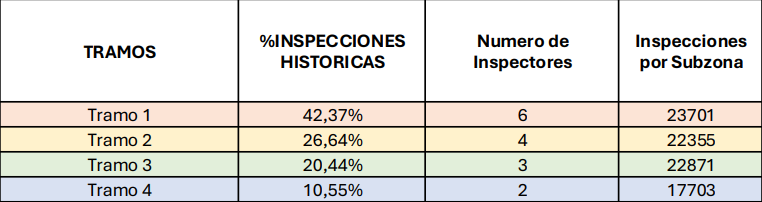 TRAMOS %INSPECCIONES HISTORICAS Numero de Inspectores Inspecciones por Subzona
Tramo 1 42,37% 6 23701
Tramo 2 26,64% 4 22355
Tramo 3 20,44% 3 22871
Tramo 4 10,55% 2 17703